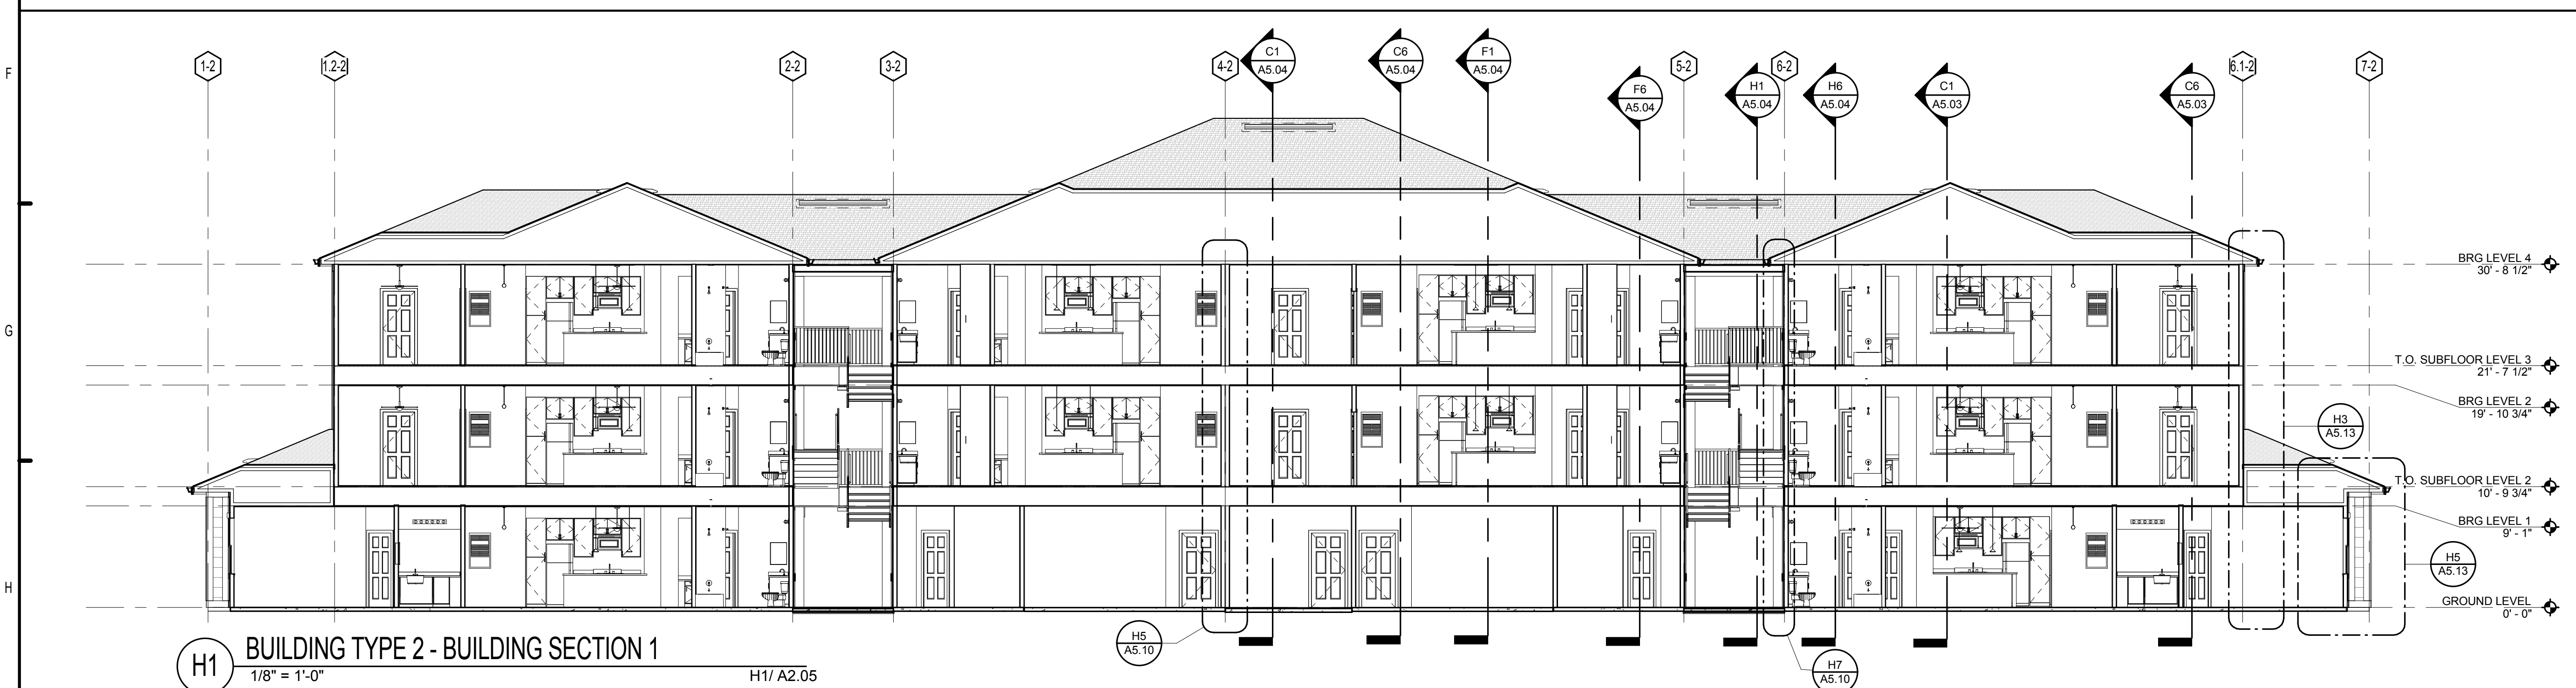 1-2
1.2-2
2-2
3-2
4-2
C1
A5.04
C6
A5.04
F1
A5.04
F6
A5.04
5-2
H1
A5.04
6-2
H6
A5.04
C1
A5.03
C6
A5.03
6.1-2
7-2
F
G
H
BRG LEVEL 4
30' - 8 1/2"
T.O. SUBFLOOR LEVEL 3
21' - 7 1/2"
BRG LEVEL 2
19' - 10 3/4"
H3
A5.13
T.O. SUBFLOOR LEVEL 2
10' - 9 3/4"
BRG LEVEL 1
9' - 1"
H5
A5.13
GROUND LEVEL
0' - 0"
H5
A5.10
H7
A5.10
H1
BUILDING TYPE 2 - BUILDING SECTION 1
1/8" = 1'-0"
H1/ A2.05